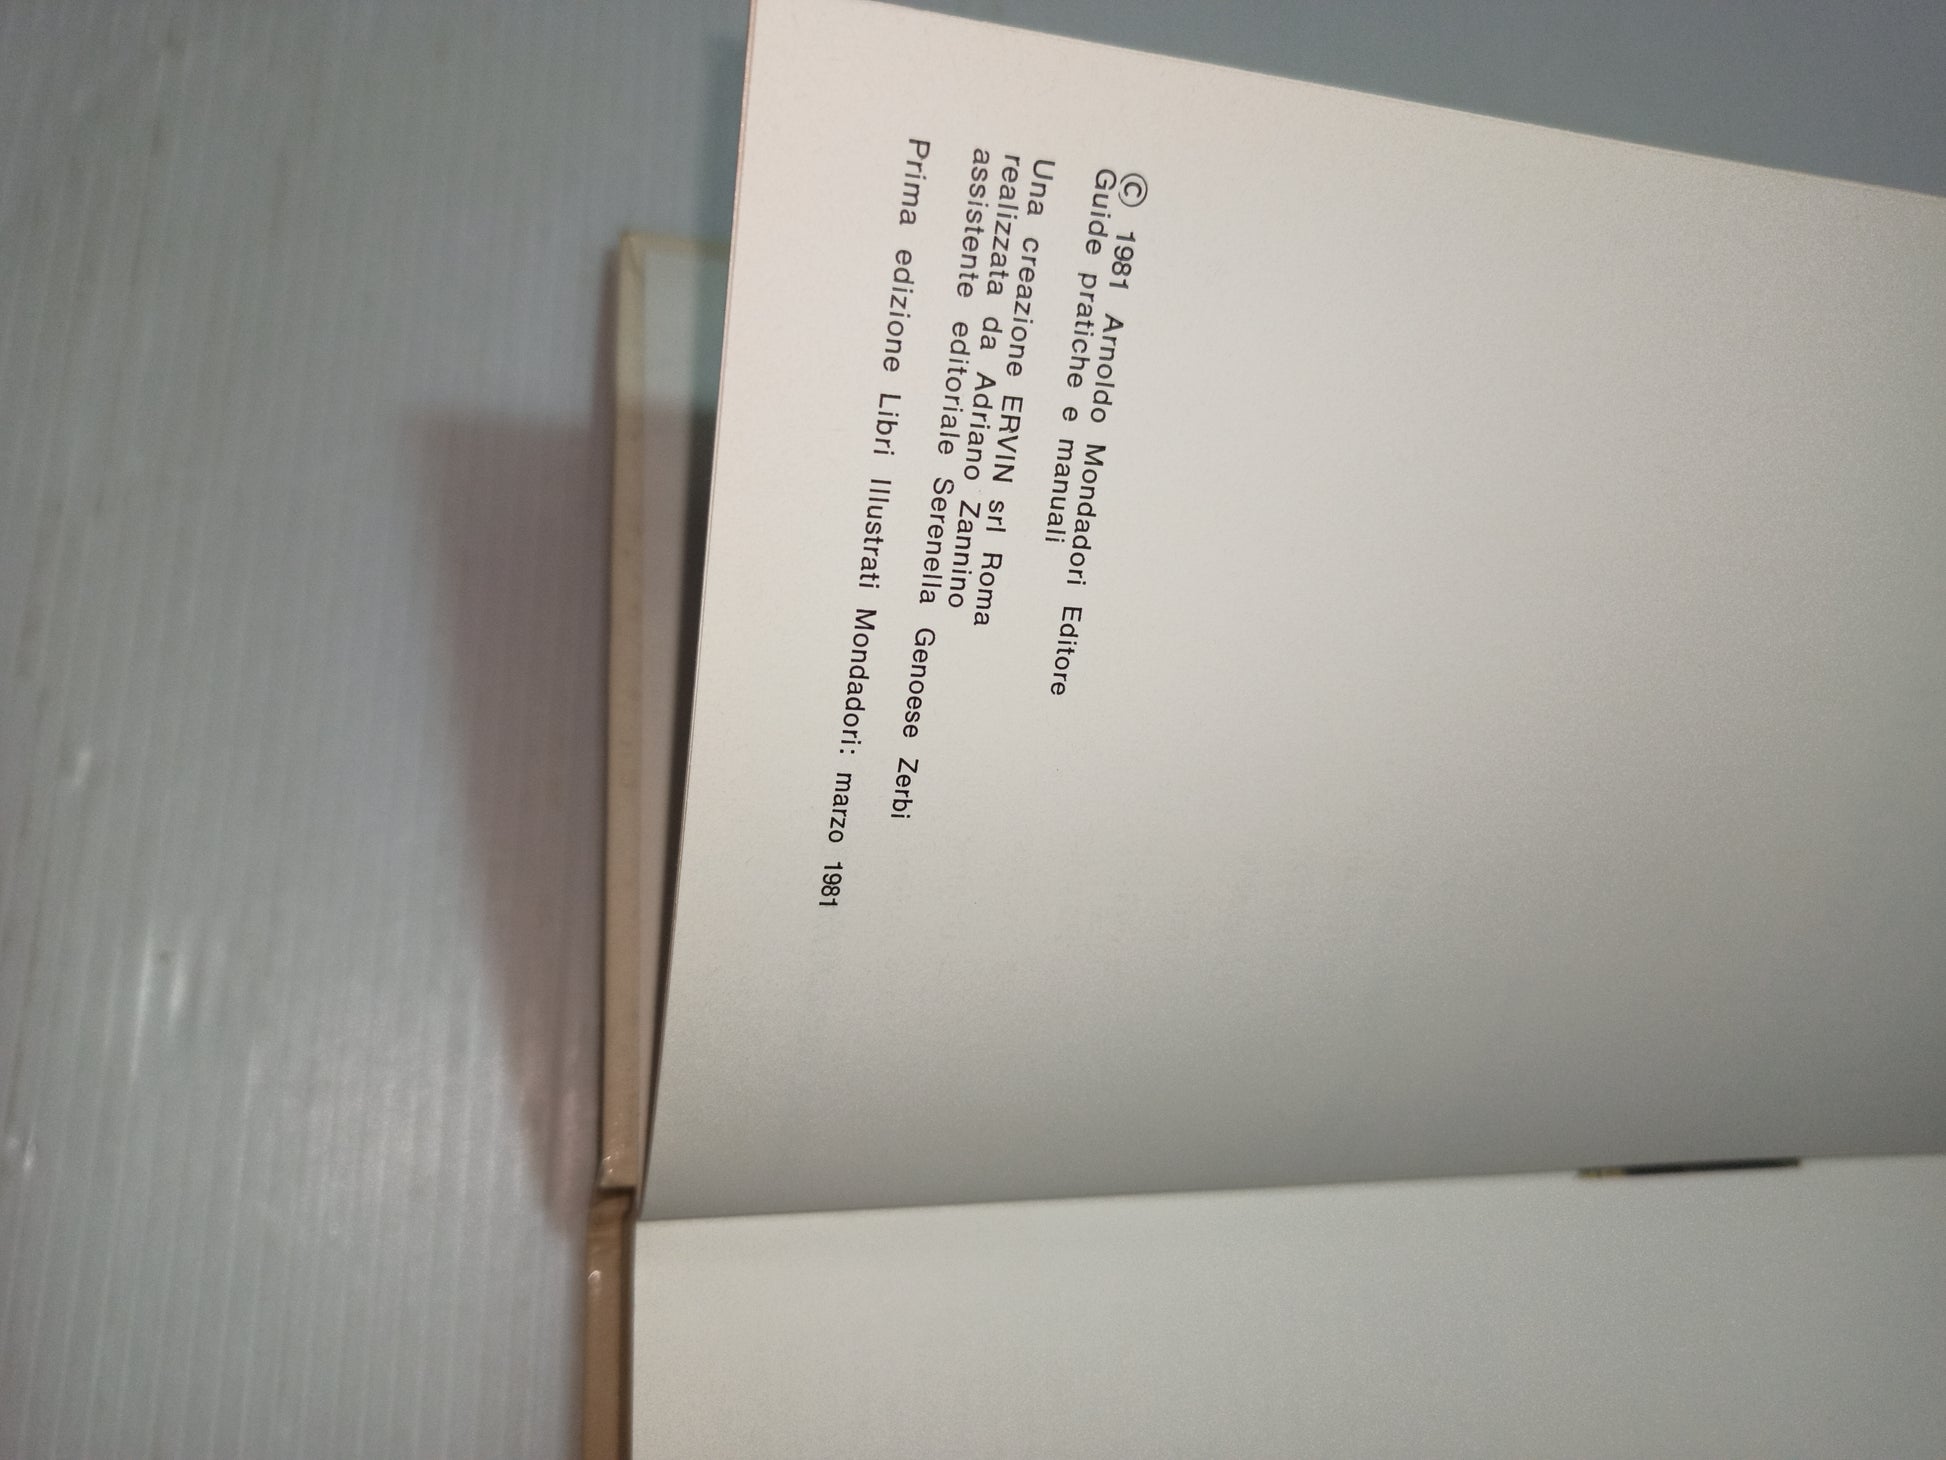 © 1981 Arnoldo Mondadori Editore
Guide pratiche e manuali
Una creazione ERVIN srl Roma
realizzata da Adriano Zannino
assistente editoriale Serenella Genoese Zerbi
Prima edizione Libri Illustrati Mondadori: marzo 1981